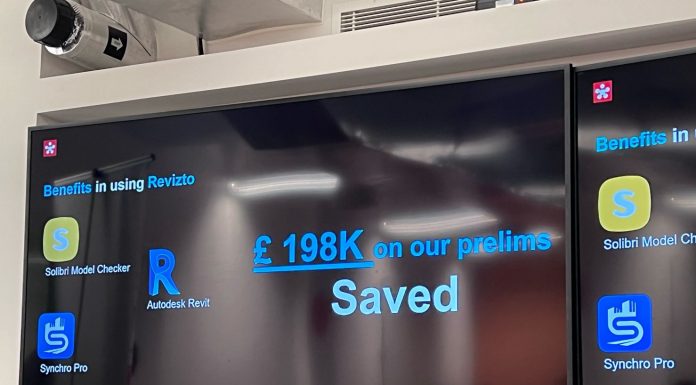 Benefits in using Revizto
£ 198K on our prelims
Saved
Solibri Model Checker
Autodesk Revit
Synchro Pro
Benefits in
Solibri Model Ch
Synchro Pro